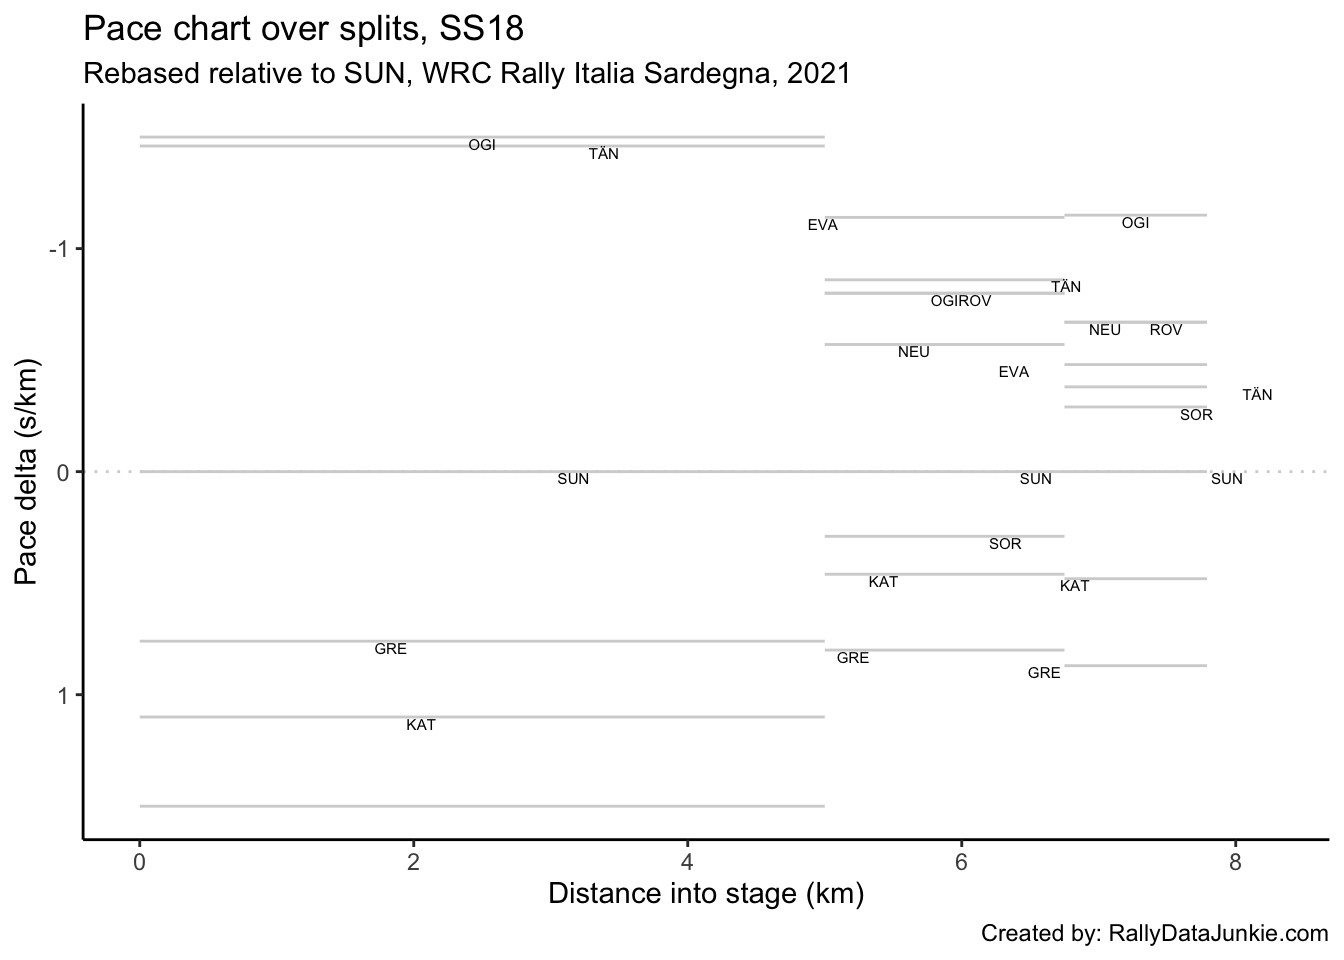 Pace chart over splits, SS18
Rebased relative to SUN, WRC Rally Italia Sardegna, 2021
OGI
TÄN
EVA
OGI
-1
TÄN
OGIROV
NEU
ROV
NEU
EVA
TÄN
SOR
Pace delta (s/km)
0
SUN
SUN
SUN
SOR
KAT
KAT
GRE
GRE
GRE
1
KAT
0
2
4
6
8
Distance into stage (km)
Created by: RallyDataJunkie.com